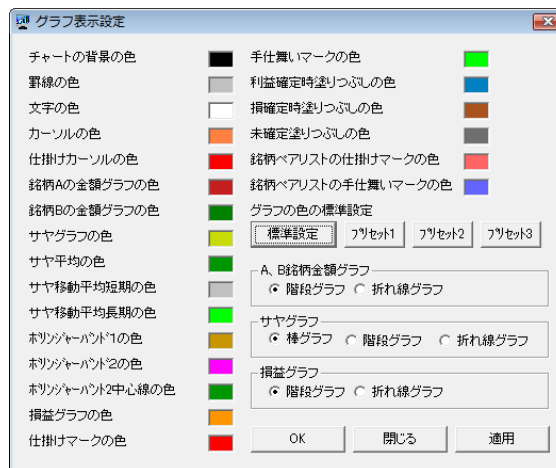 グラフ表示設定
チャートの背景の色
罫線の色
文字の色
カーソルの色
仕掛けカーソルの色
銘柄Aの金額グラフの色
銘柄Bの金額グラフの色
サヤグラフの色
サヤ平均の色
サヤ移動平均短期の色
サヤ移動平均長期の色
ボリンジャーバンド1の色
ボリンジャーバンド2の色
ボリンジャーバンド2中心線の色
損益グラフの色
仕掛けマークの色
手仕舞いマークの色
利益確定時塗りつぶしの色
損確定時塗りつぶしの色
未確定塗りつぶしの色
銘柄ペアリストの仕掛けマークの色
銘柄ペアリストの手仕舞いマークの色
グラフの色の標準設定
標準設定 プリセット1 プリセット2 プリセット3
A、B銘柄金額グラフ
階段グラフ 折れ線グラフ
サヤグラフ
棒グラフ 階段グラフ 折れ線グラフ
損益グラフ
階段グラフ 折れ線グラフ
OK 閉じる 適用